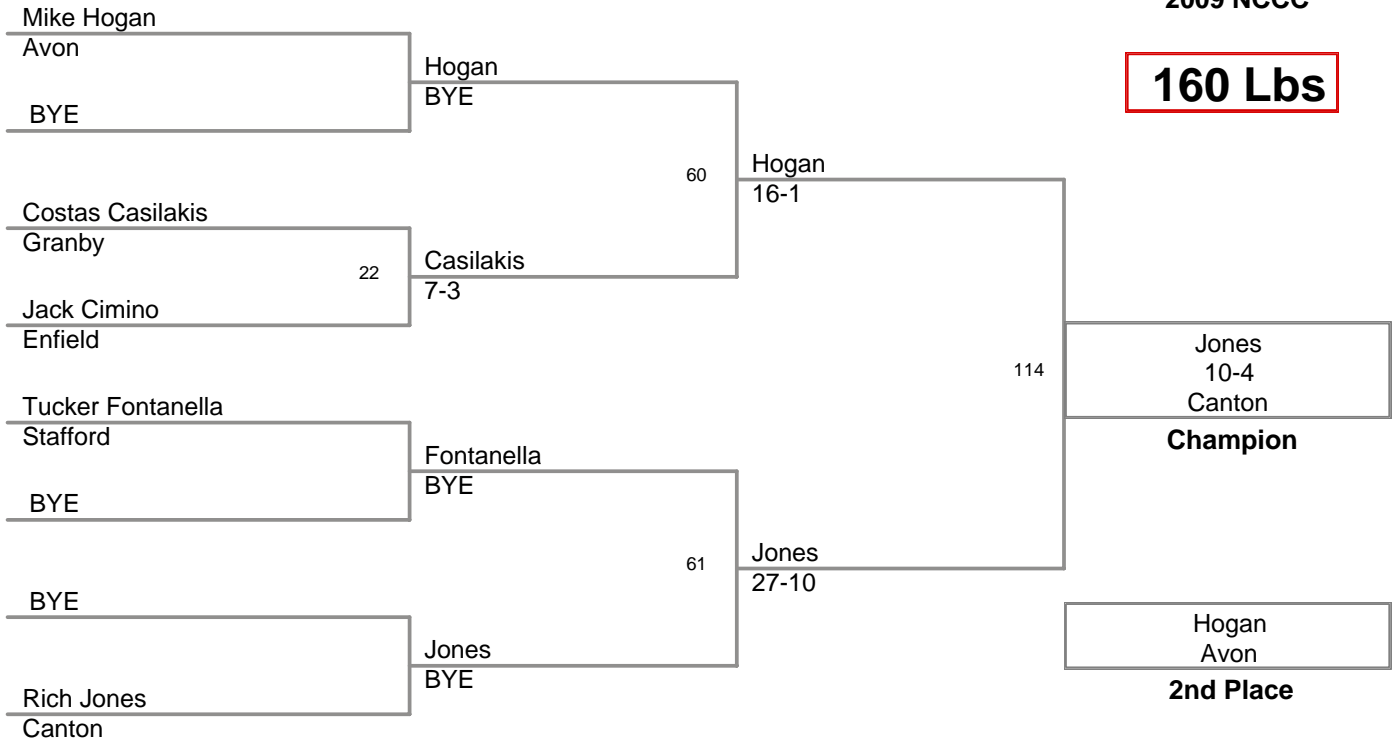 2009 NCCC
160 Lbs
Mike Hogan
Avon
BYE
Costas Casilakis
Granby
22
Jack Cimino
Enfield
Tucker Fontanella
Stafford
BYE
BYE
Rich Jones
Canton
Hogan
BYE
60
Casilakis
7-3
Fontanella
BYE
61
Jones
BYE
Hogan
16-1
114
Jones
27-10
Jones
10-4
Canton
Champion
Hogan
Avon
2nd Place